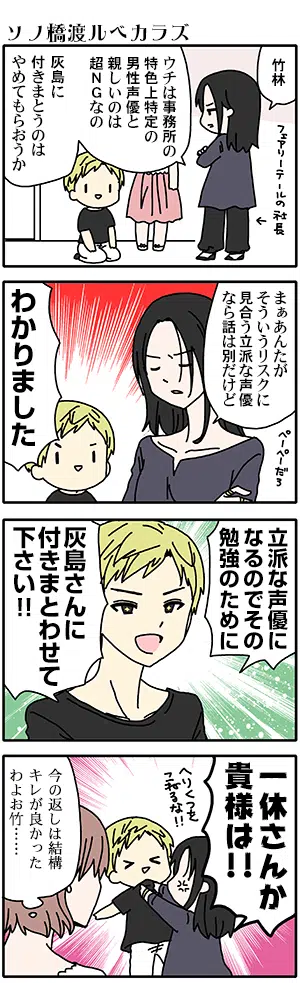 ソノ橋渡ルベカラズ
竹林
フェアリーテールの社長
ウチは事務所の
特色上特定の
男性声優と
親しいのは
超NGなの
灰島に
付きまとうのは
やめてもらおうか
まぁあんたが
そういうリスクに
見合う立派な声優
なら話は別だけど
ペーペーだろ
わかりました
立派な声優に
なるのでその
勉強のために
灰島さんに
付きまとわせて
下さい!!
一休さんか
貴様は!!
へりくつを
こねるな!!
今の返しは結構
キレが良かった
わよお竹……